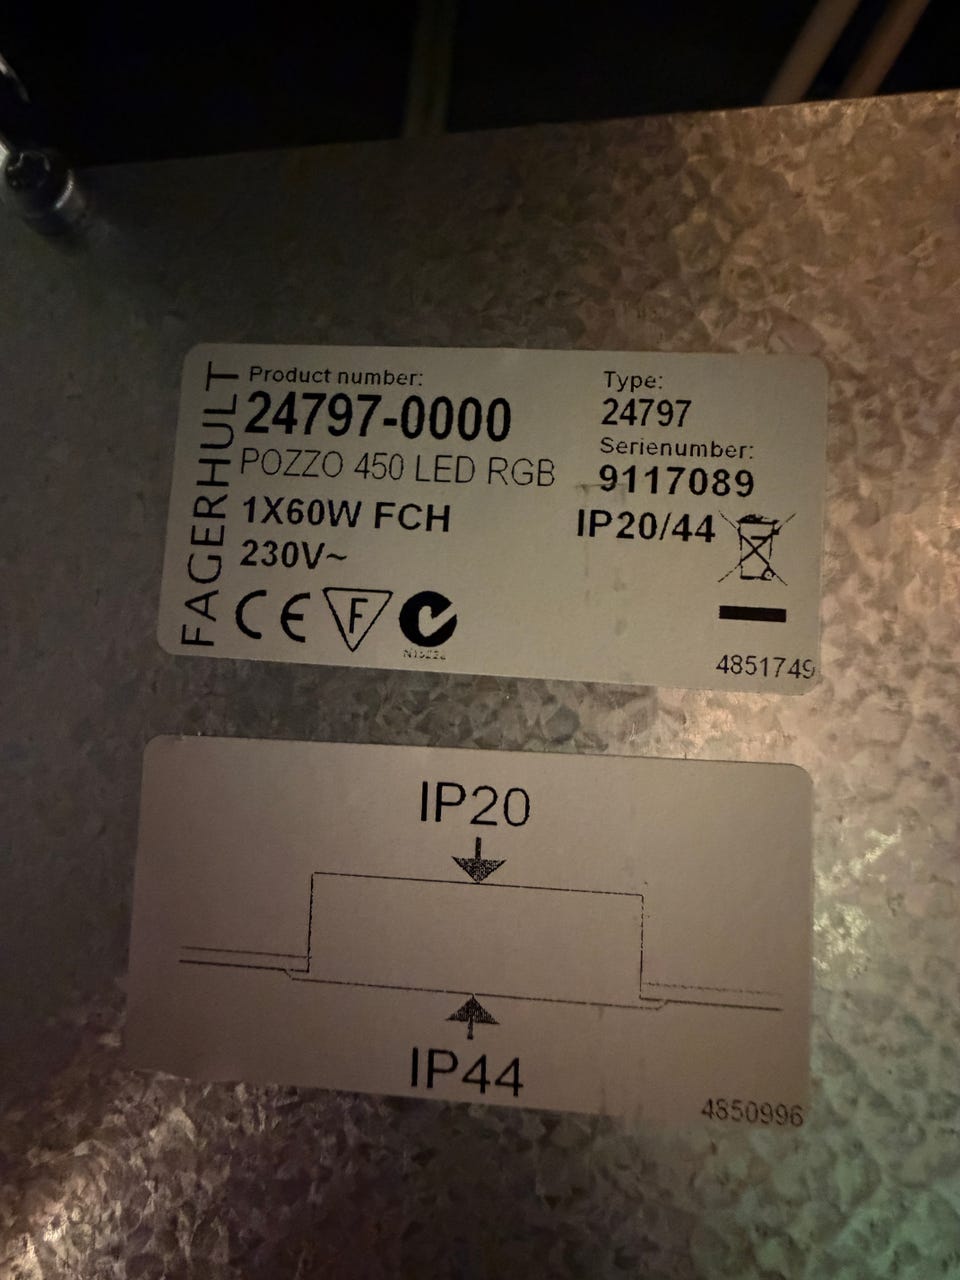 FAGERHULT
Product number:
24797-0000
POZZO 450 LED RGB
1X60W FCH
230V~
CE F
Type:
24797
Serienumber:
9117089
IP20/44
4851749
IP20
IP44
4850996